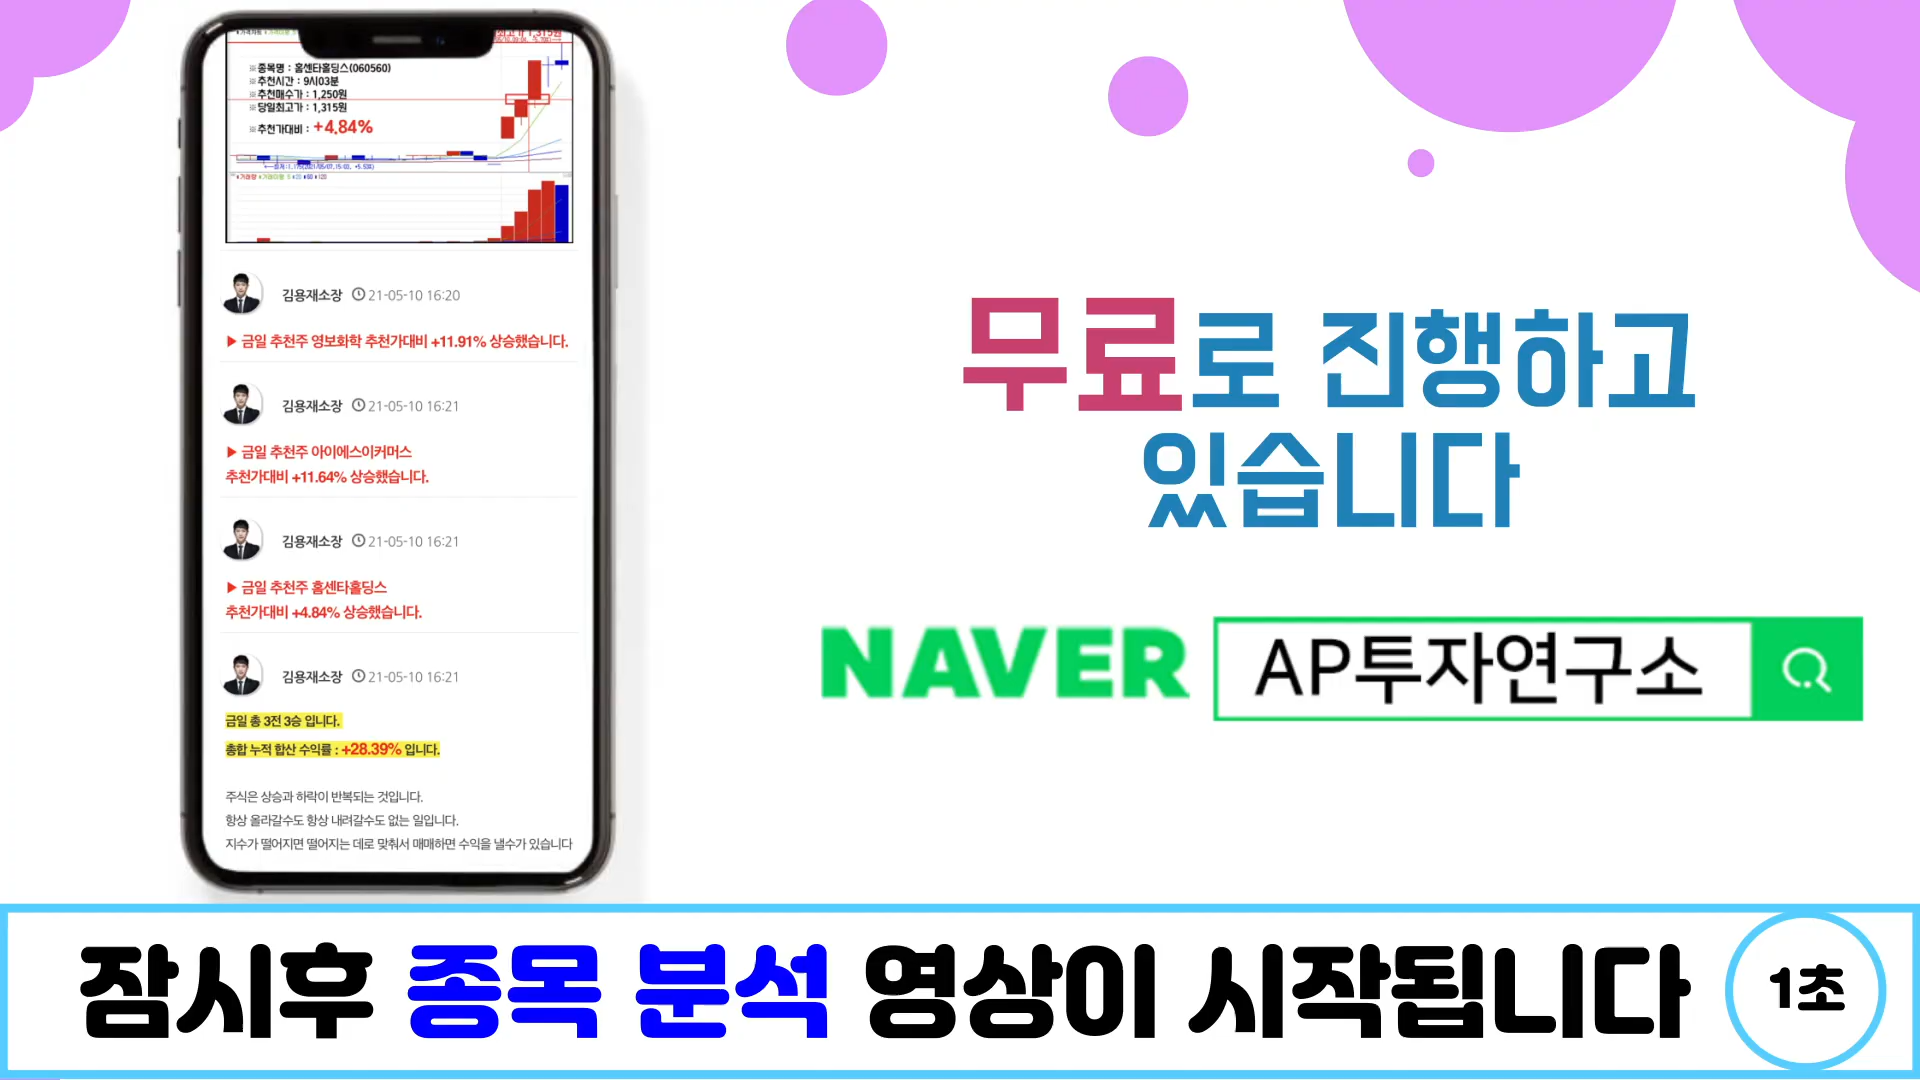 ※종목명 : 홈센타홀딩스(060560)
※추천시간 : 9시03분
※추천매수가 : 1,250원
※당일최고가 : 1,315원
※추천가대비 : +4.84%
김용재소장 21-05-10 16:20
▶ 금일 추천주 영보화학 추천가대비 +11.91% 상승했습니다.
김용재소장 21-05-10 16:21
▶ 금일 추천주 아이에스이커머스
추천가대비 +11.64% 상승했습니다.
김용재소장 21-05-10 16:21
▶ 금일 추천주 홈센타홀딩스
추천가대비 +4.84% 상승했습니다.
김용재소장 21-05-10 16:21
금일 총 3전 3승 입니다.
총합 누적 합산 수익률 : +28.39% 입니다.
주식은 상승과 하락이 반복되는 것입니다.
항상 올라갈수도 항상 내려갈수도 없는 일입니다.
지수가 떨어지면 떨어지는 데로 맞춰서 매매하면 수익을 낼수가 있습니다
무료로 진행하고
있습니다
NAVER AP투자연구소
잠시후 종목 분석 영상이 시작됩니다 1초